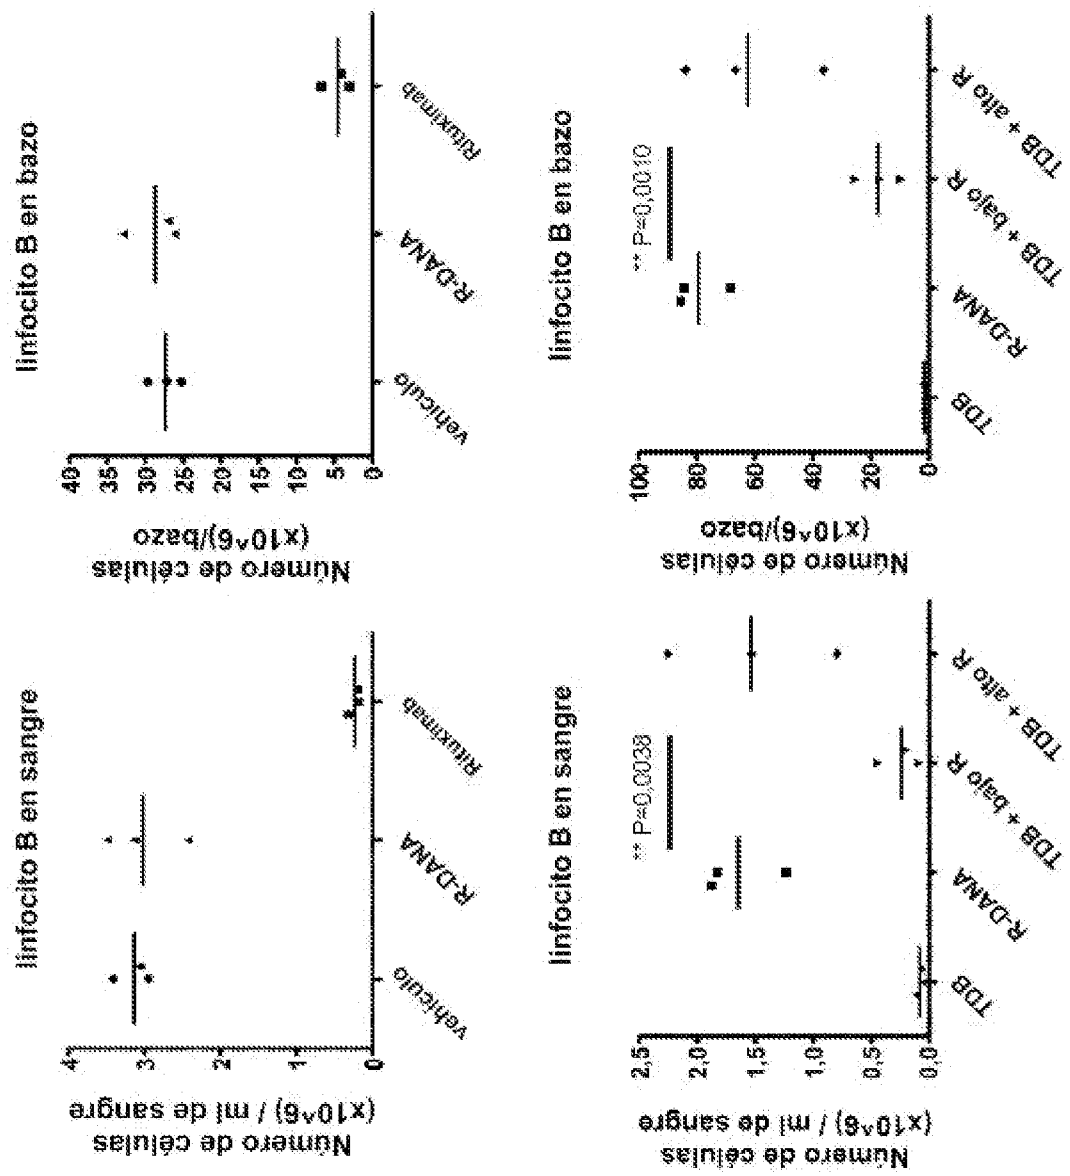 linfocito B en sangre
Número de células
(x10^6) / ml de sangre
4
3
1
0
vehículo
R-DANA
Rituximab
linfocito B en bazo
Número de células
(x10^6)/bazo
40
35
30
25
20
15
10
5
0
vehículo
R-DANA
Rituximab
linfocito B en sangre
Número de células
(x10^6) / ml de sangre
2,5
2,0
1,5
1,0
0,5
0,0
** P=0,0038
TDB
R-DANA
TDB + bajo R
TDB + alto R
linfocito B en bazo
Número de células
(x10^6)/bazo
100
80
60
40
20
0
** P=0,0010
TDB
R-DANA
TDB + bajo R
TDB + alto R